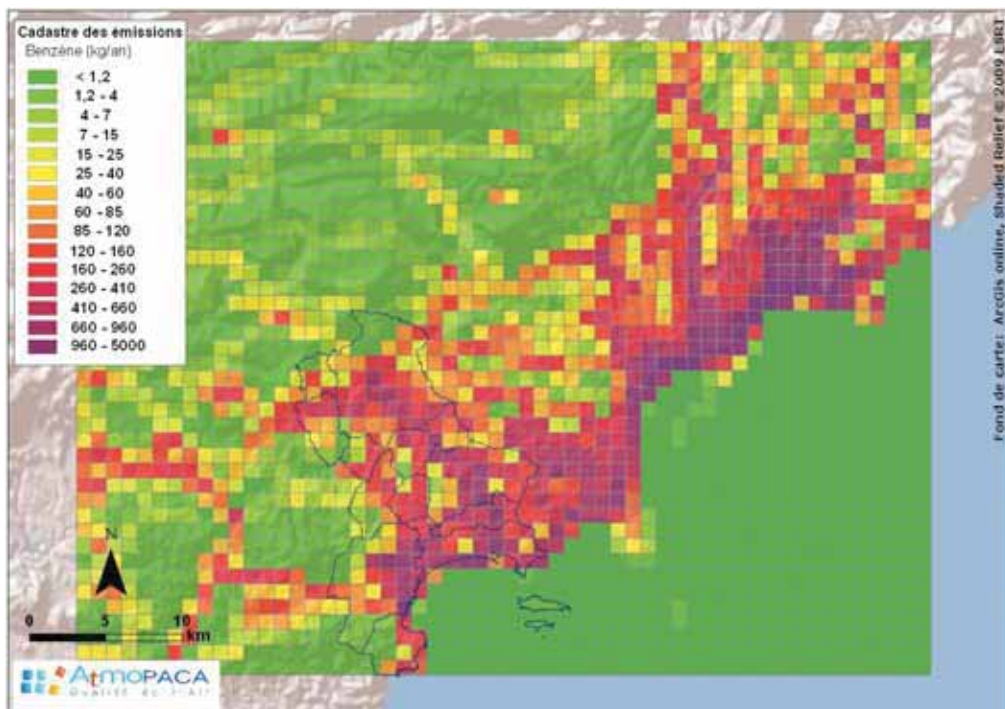 Cadastre des émissions
Benzène (kg/an)
< 1,2
1,2 - 4
4 - 7
7 - 15
15 - 25
25 - 40
40 - 60
60 - 85
85 - 120
120 - 160
160 - 260
260 - 410
410 - 660
660 - 960
960 - 5000
N
0 5 10
km
AtmoPACA
Qualité de l'Air
Fond de carte: Arcgis online, Shaded Relief © 2009 ESRI